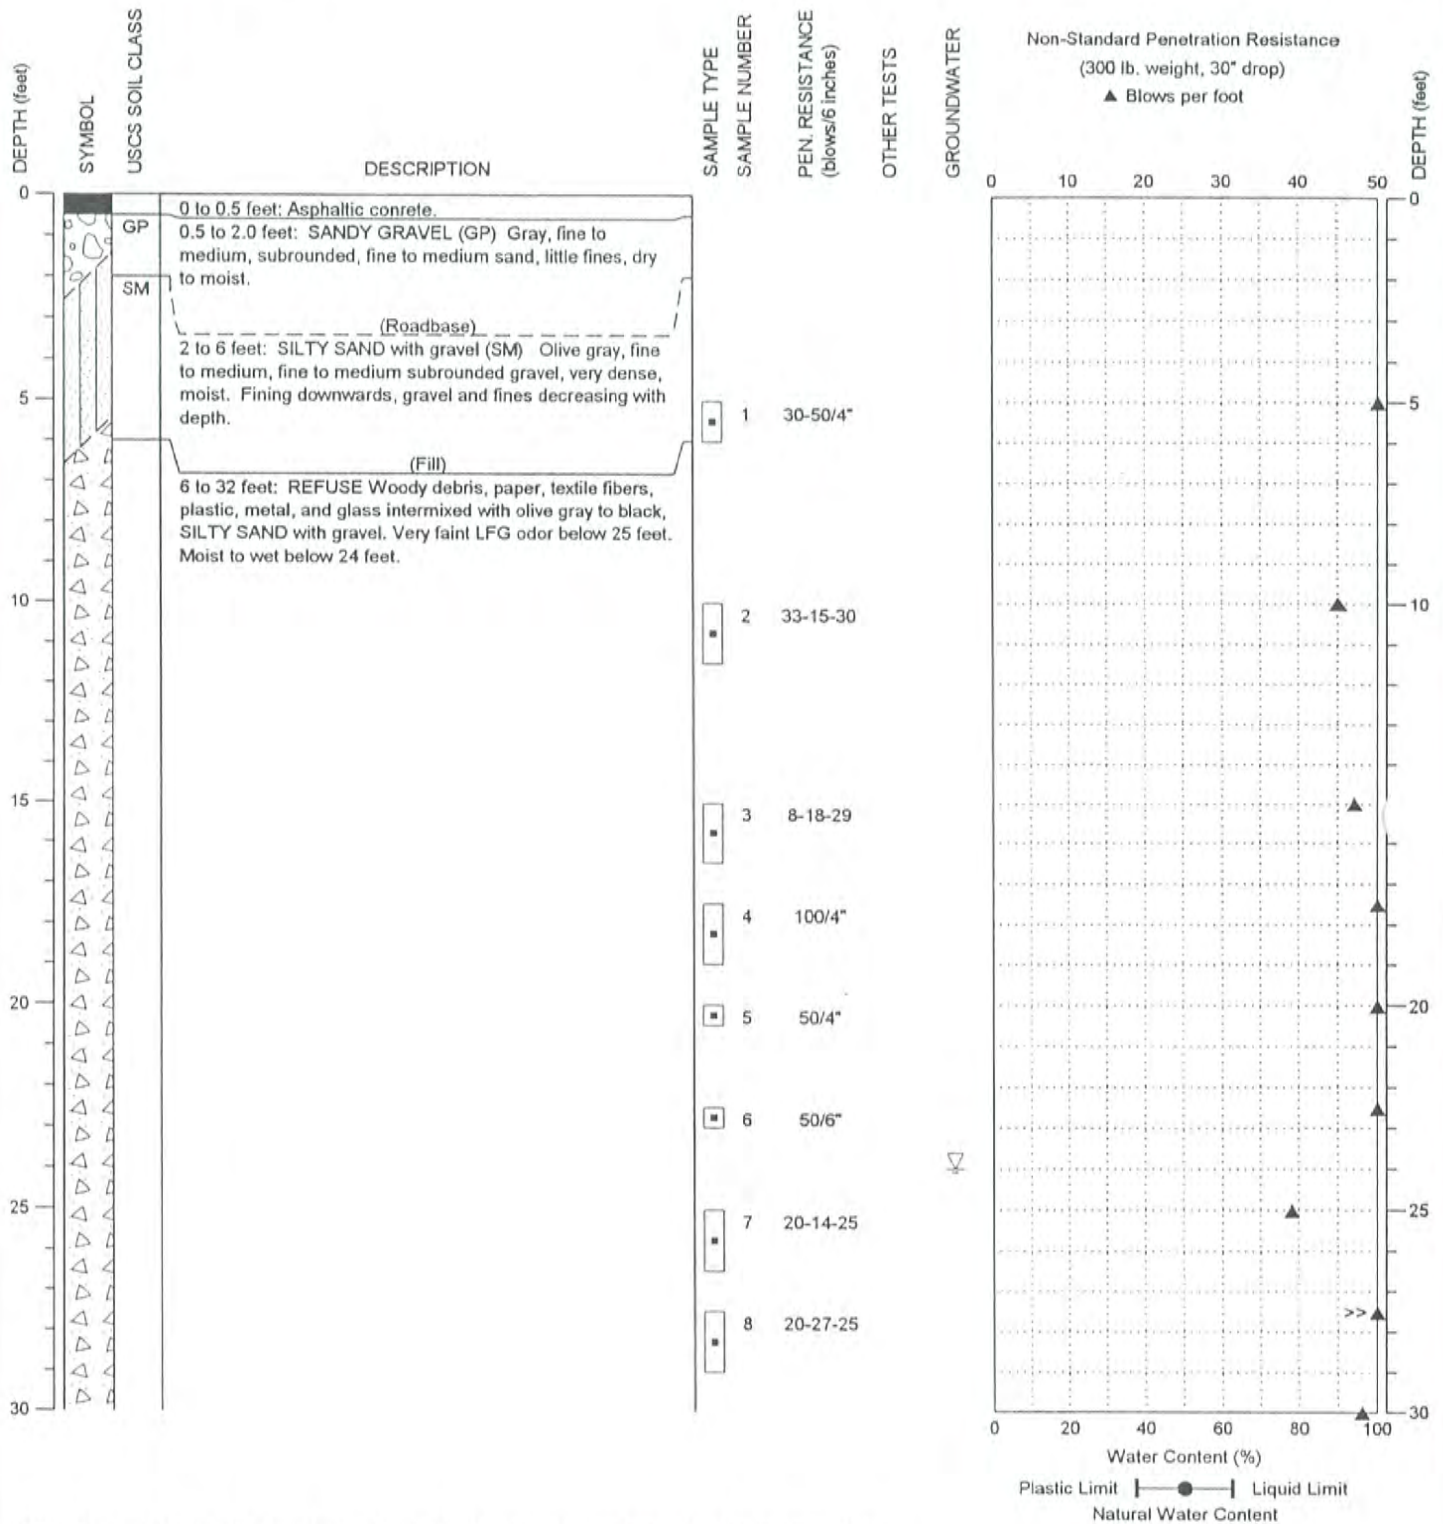 DEPTH (feet)
SYMBOL
USCS SOIL CLASS
DESCRIPTION
SAMPLE TYPE
SAMPLE NUMBER
PEN. RESISTANCE
(blows/6 inches)
OTHER TESTS
GROUNDWATER
Non-Standard Penetration Resistance
(300 lb. weight, 30" drop)
▲ Blows per foot
DEPTH (feet)
0 10 20 30 40 50
0
0
0 to 0.5 feet: Asphaltic conrete.
GP
0.5 to 2.0 feet: SANDY GRAVEL (GP) Gray, fine to
medium, subrounded, fine to medium sand, little fines, dry
to moist.
SM
(Roadbase)
2 to 6 feet: SILTY SAND with gravel (SM) Olive gray, fine
to medium, fine to medium subrounded gravel, very dense,
moist. Fining downwards, gravel and fines decreasing with
depth.
5
1 30-50/4"
5
(Fill)
6 to 32 feet: REFUSE Woody debris, paper, textile fibers,
plastic, metal, and glass intermixed with olive gray to black,
SILTY SAND with gravel. Very faint LFG odor below 25 feet.
Moist to wet below 24 feet.
10
2 33-15-30
10
15
3 8-18-29
4 100/4"
20
5 50/4"
20
6 50/6"
25
7 20-14-25
25
8 20-27-25
>>
30
30
0 20 40 60 80 100
Water Content (%)
Plastic Limit Liquid Limit
Natural Water Content